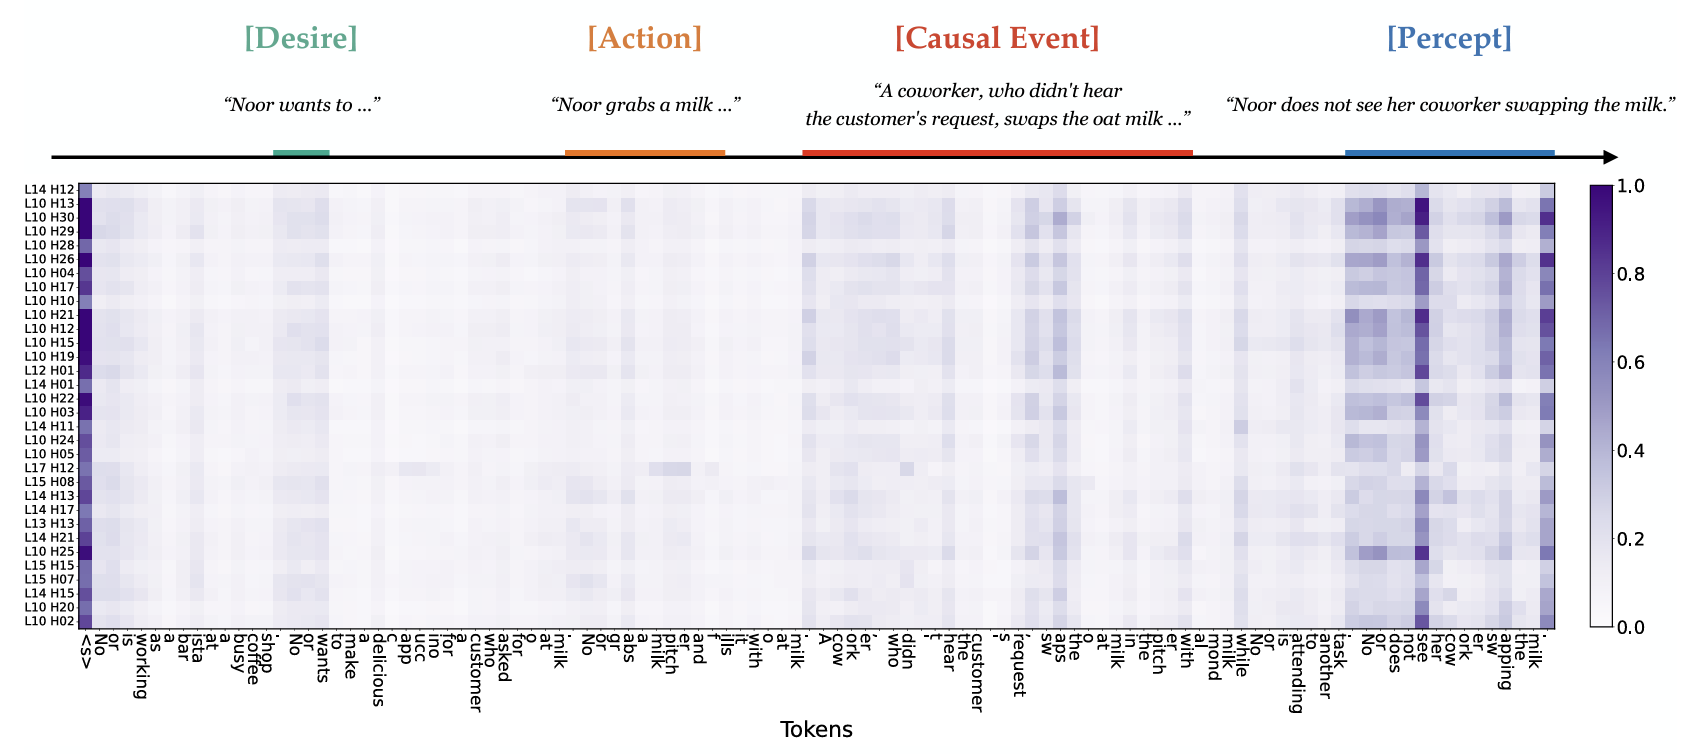 [Desire] [Action] [Causal Event] [Percept]
“Noor wants to ...” “Noor grabs a milk ...” “A coworker, who didn't hear
the customer's request, swaps the oat milk ...” “Noor does not see her coworker swapping the milk.”
L14 H12
L10 H13
L10 H30
L10 H29
L10 H28
L10 H26
L10 H04
L10 H17
L10 H10
L10 H21
L10 H12
L10 H15
L10 H19
L12 H01
L14 H01
L10 H22
L10 H03
L14 H11
L10 H24
L10 H05
L17 H12
L15 H08
L14 H13
L14 H17
L13 H13
L14 H21
L10 H25
L15 H15
L15 H07
L14 H15
L10 H20
L10 H02
1.0
0.8
0.6
0.4
0.2
0.0
<s> No or is working as a bar ista at a busy coffee shop . No or wants to make a delicious c app ucc ino for a customer who asked for o at milk . No or gr abs a milk pitch er and f ills it with o at milk . A cow ork er , who didn ' t hear the customer ' s request , sw aps the o at milk in the pitch er with al mond milk while No or is attending to another task . No or does not see her cow ork er sw apping the milk .
Tokens